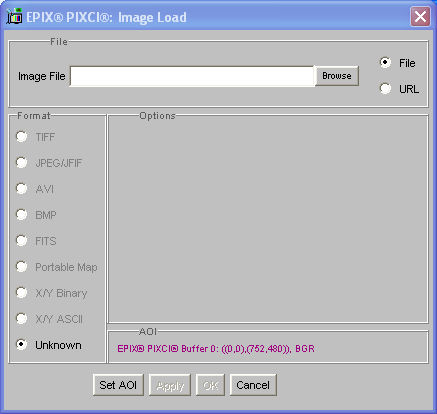 EPIX® PIXCI®: Image Load
File
Image File
Browse
File
URL
Format
Options
TIFF
JPEG/JFIF
AVI
BMP
FITS
Portable Map
X/Y Binary
X/Y ASCII
Unknown
AOI
EPIX® PIXCI® Buffer 0: ((0,0),(752,480)), BGR
Set AOI Apply OK Cancel